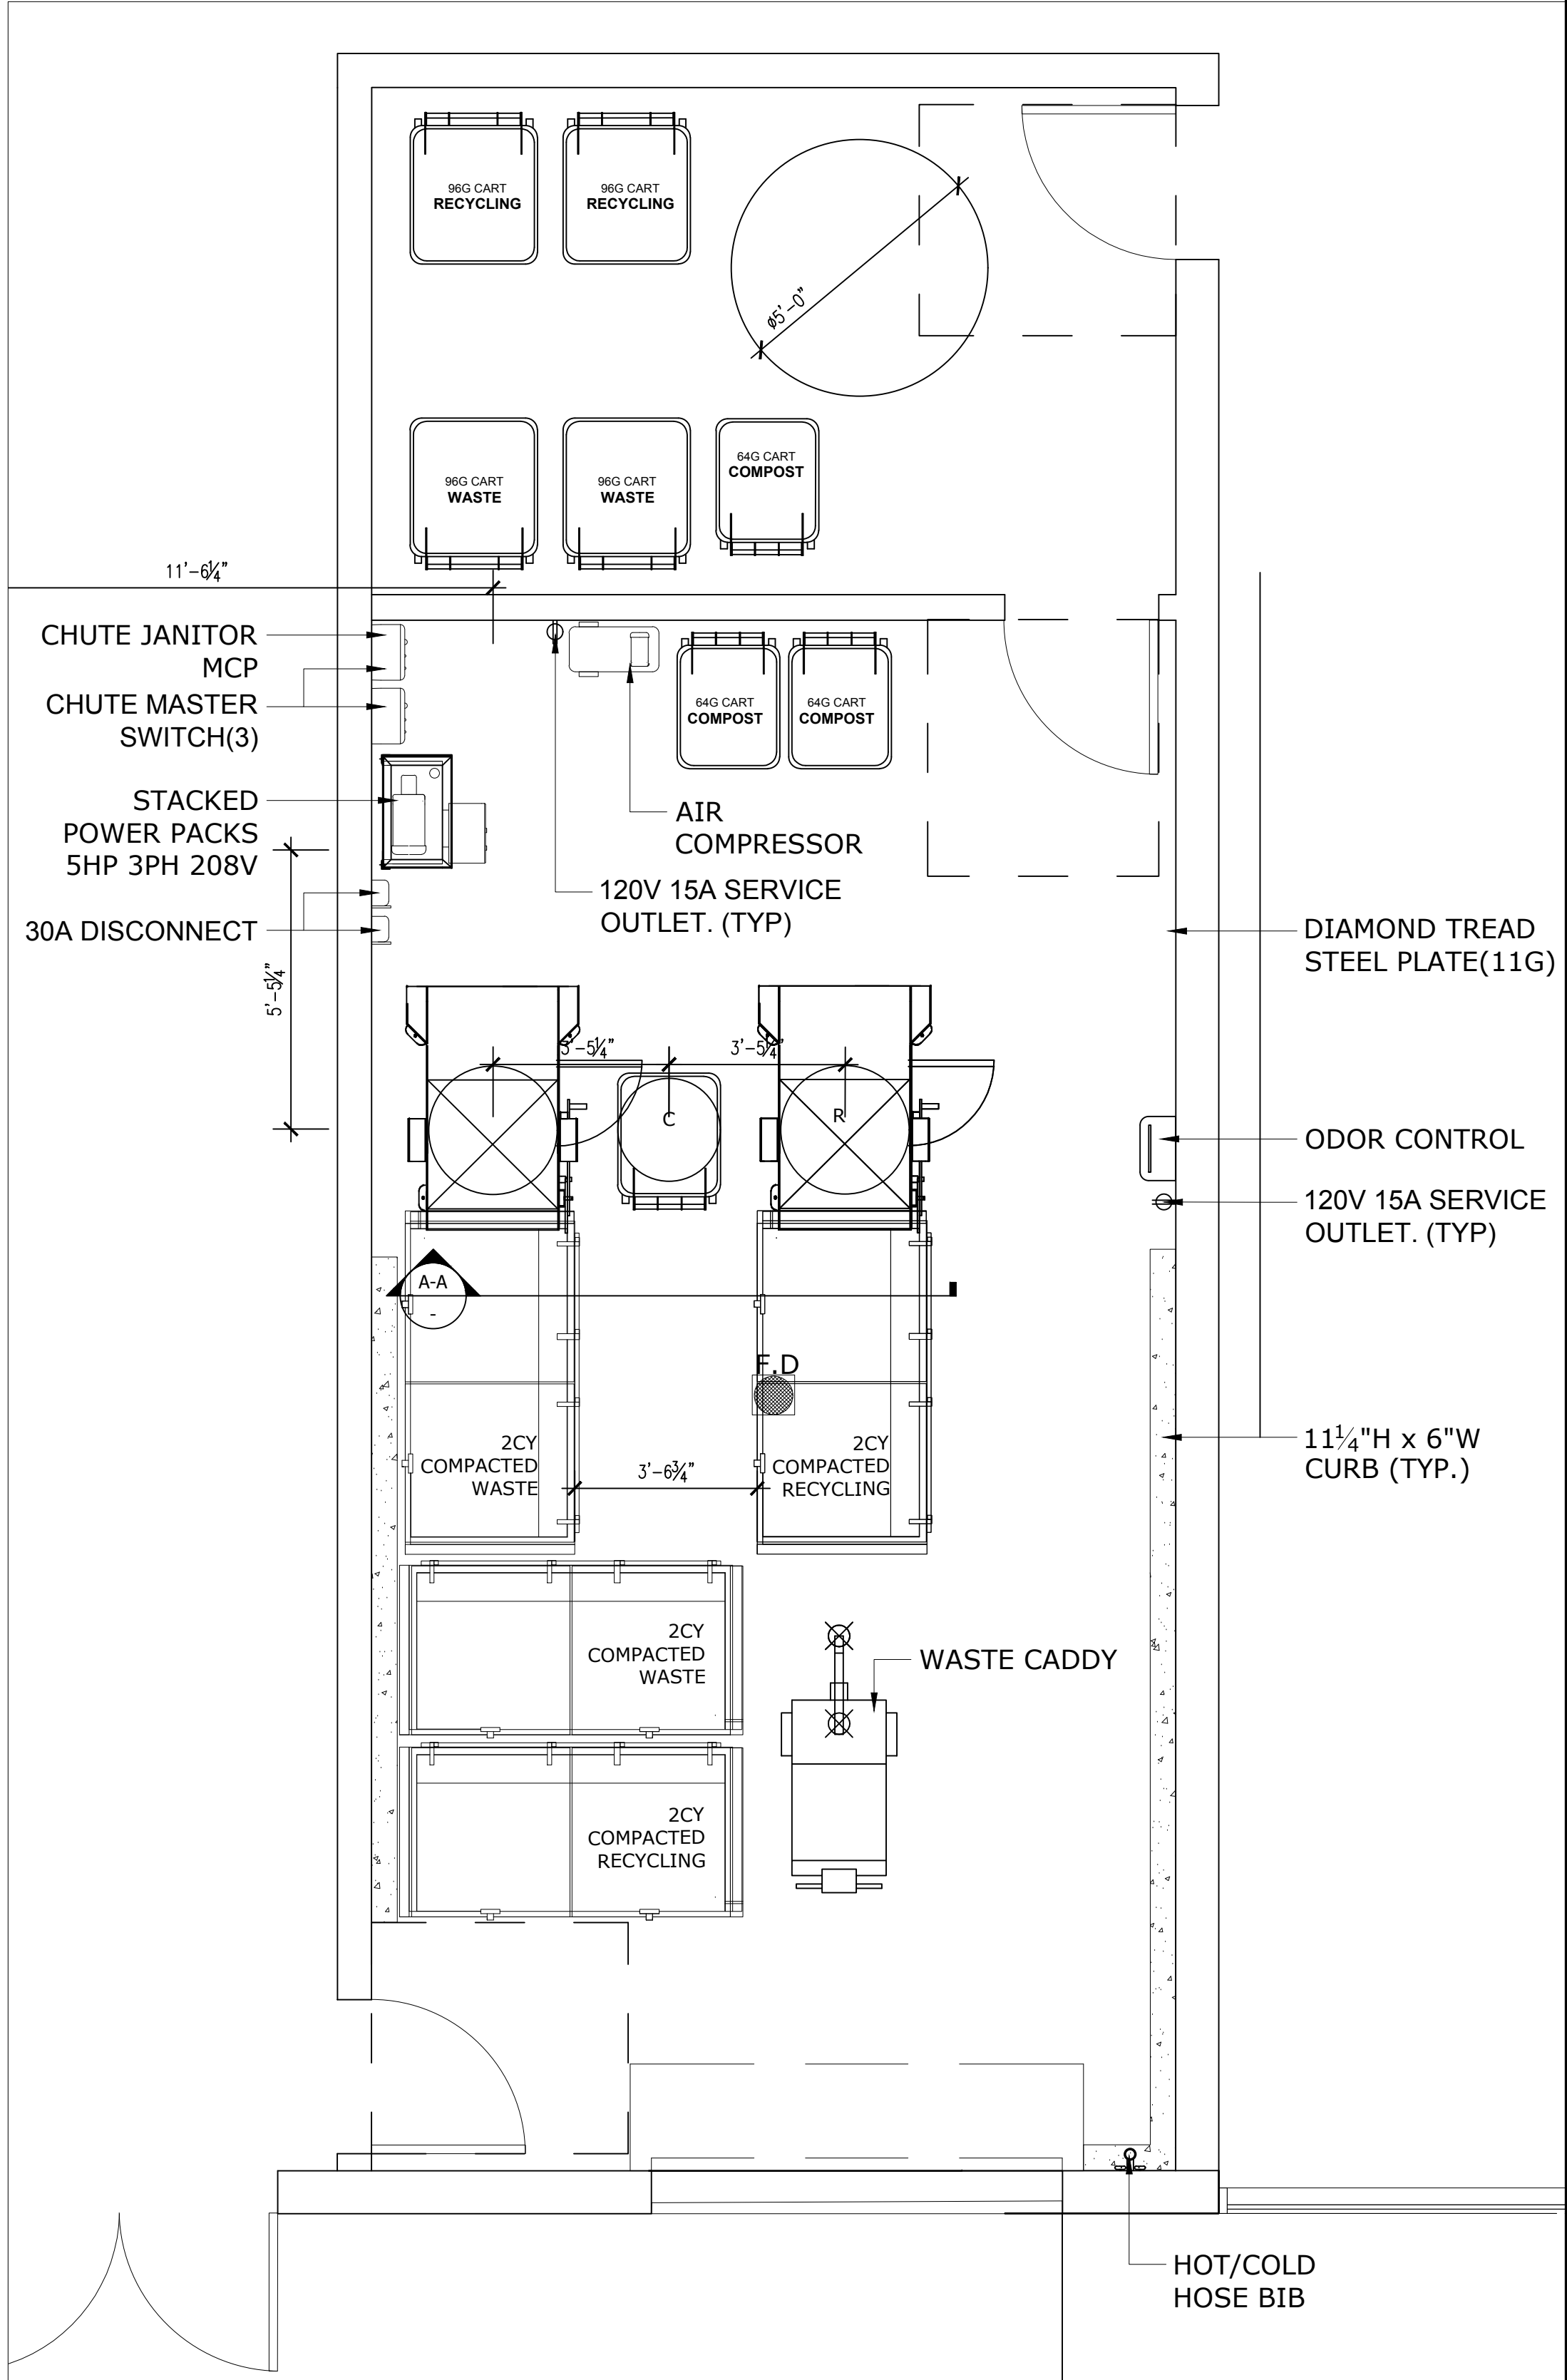 96G CART
RECYCLING
96G CART
RECYCLING
ø5'-0"
96G CART
WASTE
96G CART
WASTE
64G CART
COMPOST
11'-6¼"
CHUTE JANITOR
MCP
CHUTE MASTER
SWITCH(3)
STACKED
POWER PACKS
5HP 3PH 208V
30A DISCONNECT
5'-5¼"
64G CART
COMPOST
64G CART
COMPOST
AIR
COMPRESSOR
120V 15A SERVICE
OUTLET. (TYP)
DIAMOND TREAD
STEEL PLATE(11G)
3'-5¼"
3'-5¼"
C
R
ODOR CONTROL
120V 15A SERVICE
OUTLET. (TYP)
A-A
-
F.D
2CY
COMPACTED
WASTE
3'-6¾"
2CY
COMPACTED
RECYCLING
11¼"H x 6"W
CURB (TYP.)
2CY
COMPACTED
WASTE
WASTE CADDY
2CY
COMPACTED
RECYCLING
HOT/COLD
HOSE BIB